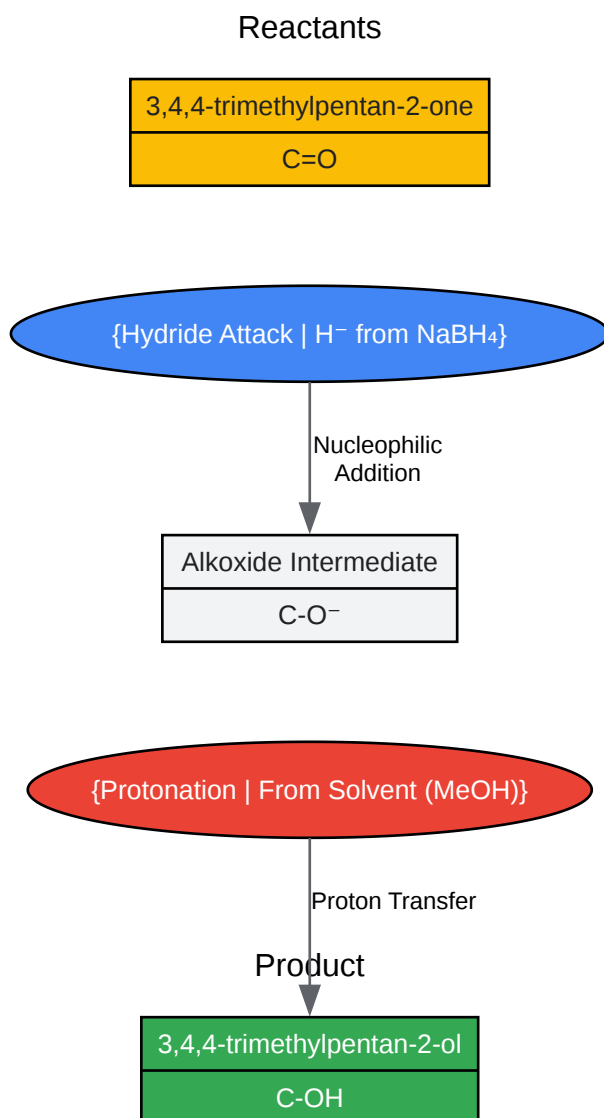 Reactants
3,4,4-trimethylpentan-2-one
C=O
{Hydride Attack | H⁻ from NaBH₄}
Nucleophilic
Addition
Alkoxide Intermediate
C-O⁻
{Protonation | From Solvent (MeOH)}
Proton Transfer
Product
3,4,4-trimethylpentan-2-ol
C-OH